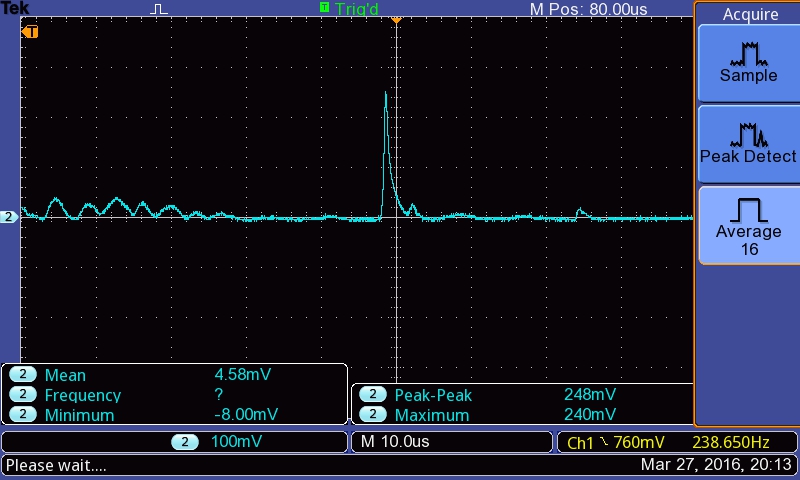 Tek
T Trig'd
M Pos: 80.00us
Acquire
T
Sample
Peak Detect
2
Average
16
2 Mean 4.58mV
2 Frequency ?
2 Minimum -8.00mV
2 Peak-Peak 248mV
2 Maximum 240mV
2 100mV
M 10.0us
Ch1 760mV 238.650Hz
Please wait....
Mar 27, 2016, 20:13